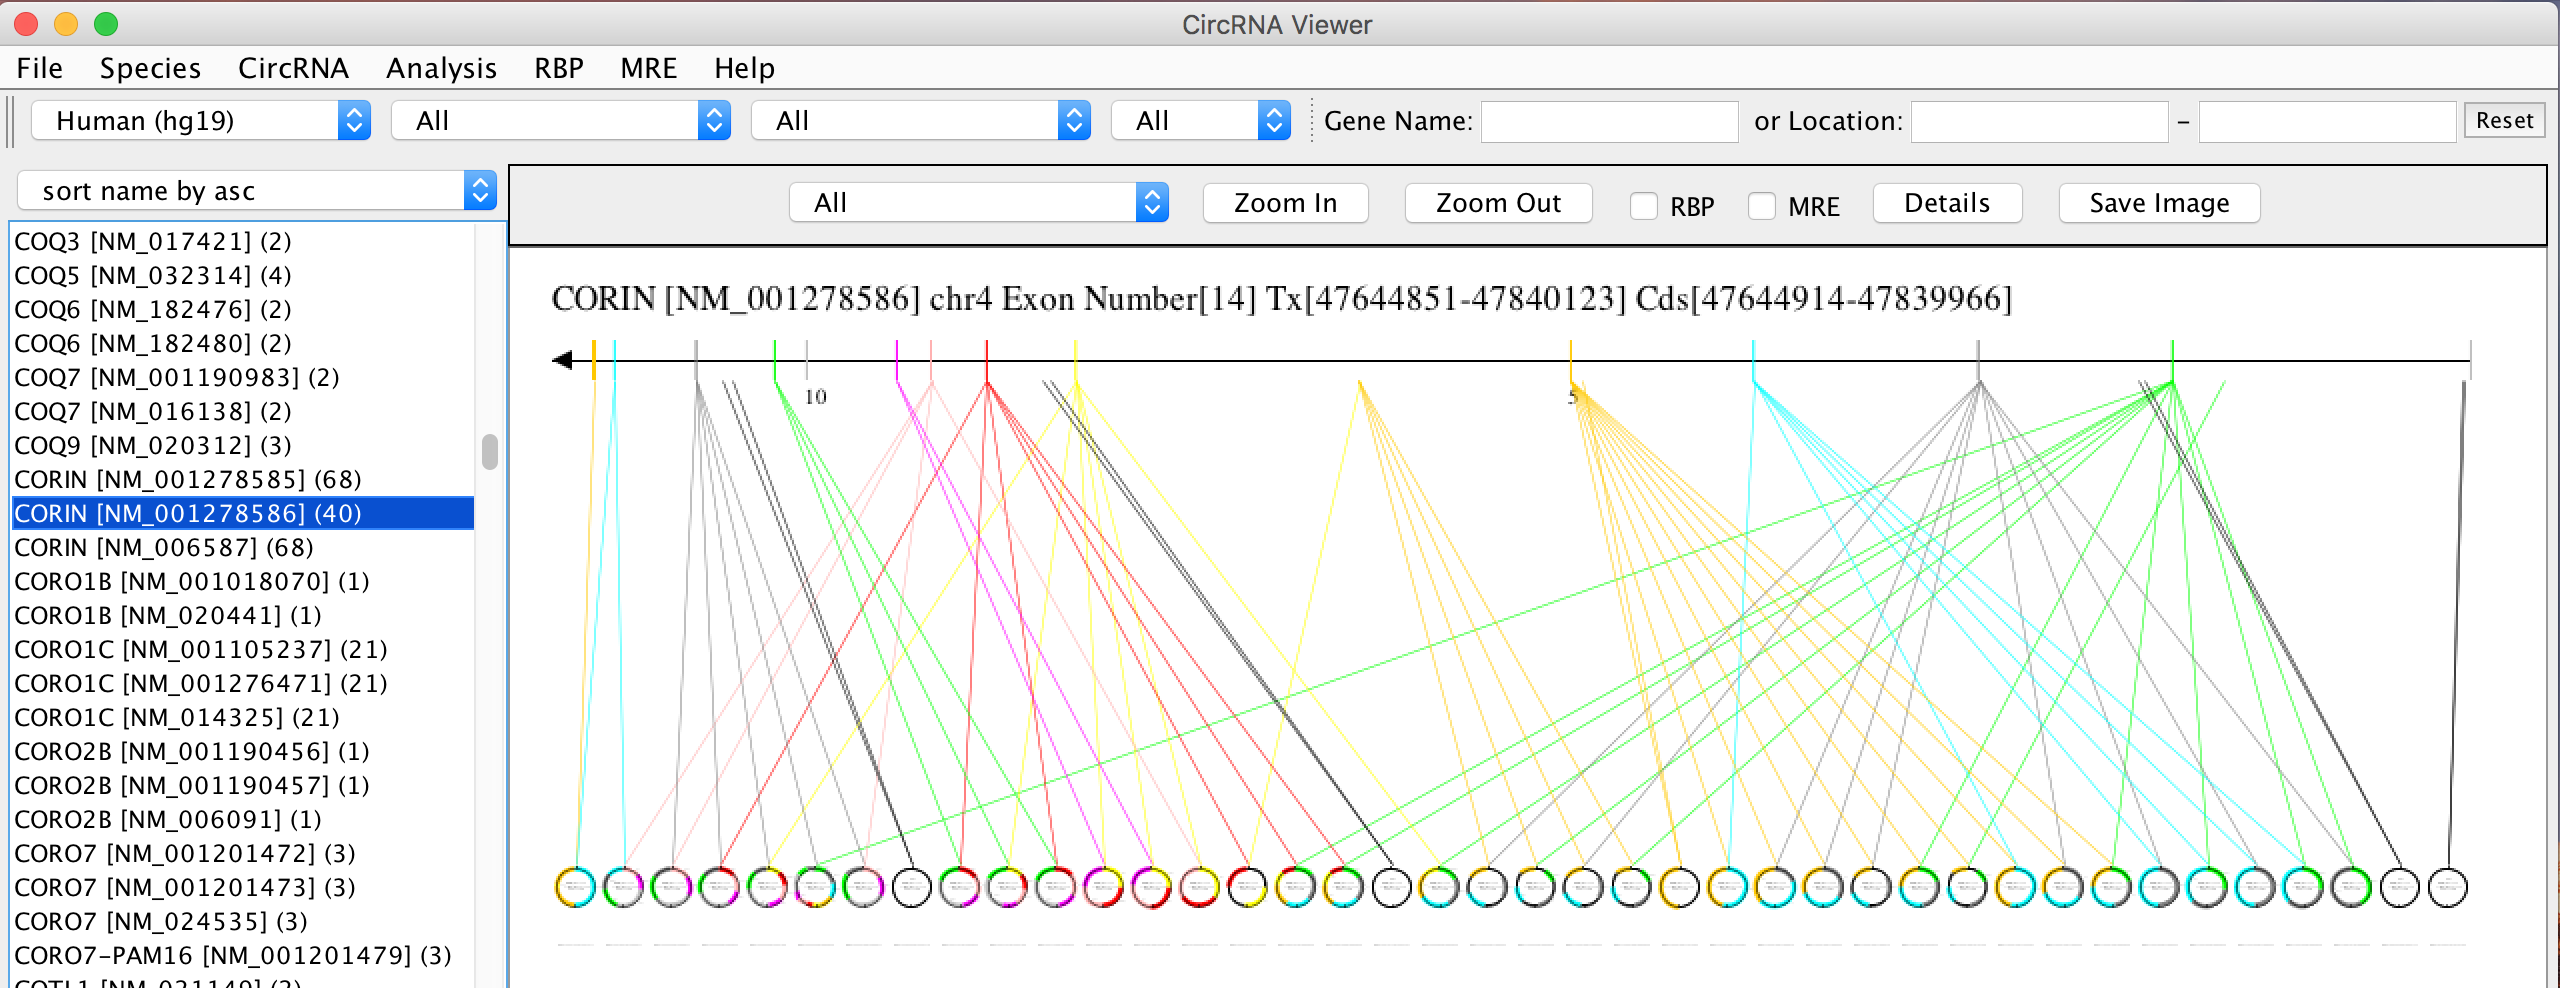 CircRNA Viewer
File Species CircRNA Analysis RBP MRE Help
Human (hg19) All All All Gene Name: or Location: – Reset
sort name by asc
All Zoom In Zoom Out RBP MRE Details Save Image
COQ3 [NM_017421] (2)
COQ5 [NM_032314] (4)
COQ6 [NM_182476] (2)
COQ6 [NM_182480] (2)
COQ7 [NM_001190983] (2)
COQ7 [NM_016138] (2)
COQ9 [NM_020312] (3)
CORIN [NM_001278585] (68)
CORIN [NM_001278586] (40)
CORIN [NM_006587] (68)
CORO1B [NM_001018070] (1)
CORO1B [NM_020441] (1)
CORO1C [NM_001105237] (21)
CORO1C [NM_001276471] (21)
CORO1C [NM_014325] (21)
CORO2B [NM_001190456] (1)
CORO2B [NM_001190457] (1)
CORO2B [NM_006091] (1)
CORO7 [NM_001201472] (3)
CORO7 [NM_001201473] (3)
CORO7 [NM_024535] (3)
CORO7-PAM16 [NM_001201479] (3)
CORIN [NM_001278586] chr4 Exon Number[14] Tx[47644851-47840123] Cds[47644914-47839966]
10 5